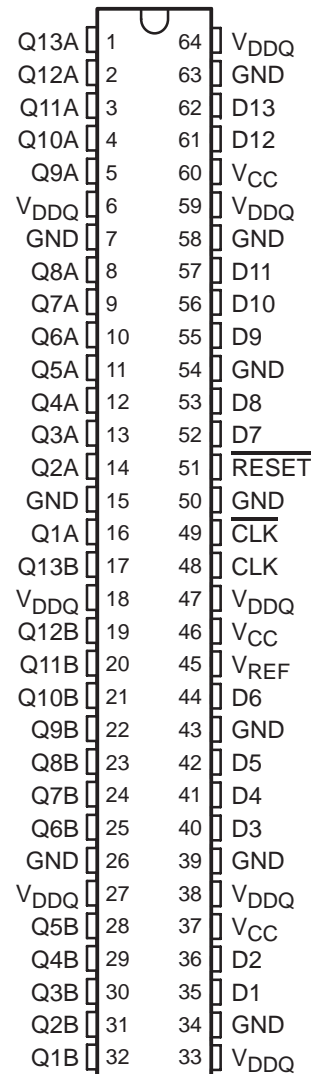 Q13A 1 64 VDDQ
Q12A 2 63 GND
Q11A 3 62 D13
Q10A 4 61 D12
Q9A 5 60 VCC
VDDQ 6 59 VDDQ
GND 7 58 GND
Q8A 8 57 D11
Q7A 9 56 D10
Q6A 10 55 D9
Q5A 11 54 GND
Q4A 12 53 D8
Q3A 13 52 D7
Q2A 14 51 RESET
GND 15 50 GND
Q1A 16 49 CLK
Q13B 17 48 CLK
VDDQ 18 47 VDDQ
Q12B 19 46 VCC
Q11B 20 45 VREF
Q10B 21 44 D6
Q9B 22 43 GND
Q8B 23 42 D5
Q7B 24 41 D4
Q6B 25 40 D3
GND 26 39 GND
VDDQ 27 38 VDDQ
Q5B 28 37 VCC
Q4B 29 36 D2
Q3B 30 35 D1
Q2B 31 34 GND
Q1B 32 33 VDDQ